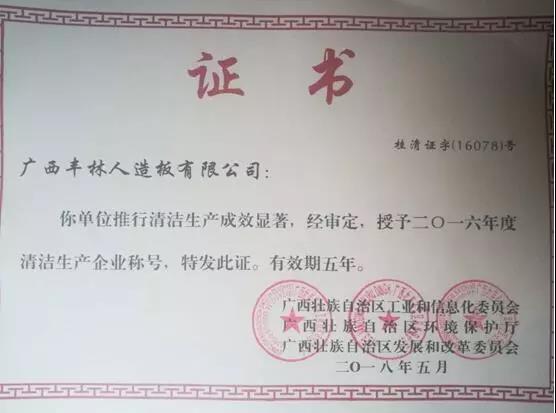 证书
桂清证字(16078)号
广西丰林人造板有限公司:
你单位推行清洁生产成效显著，经审定，授予二〇一六年度
清洁生产企业称号，特发此证。有效期五年。
广西壮族自治区工业和信息化委员会
广西壮族自治区环境保护厅
广西壮族自治区发展和改革委员会
二〇一八年五月